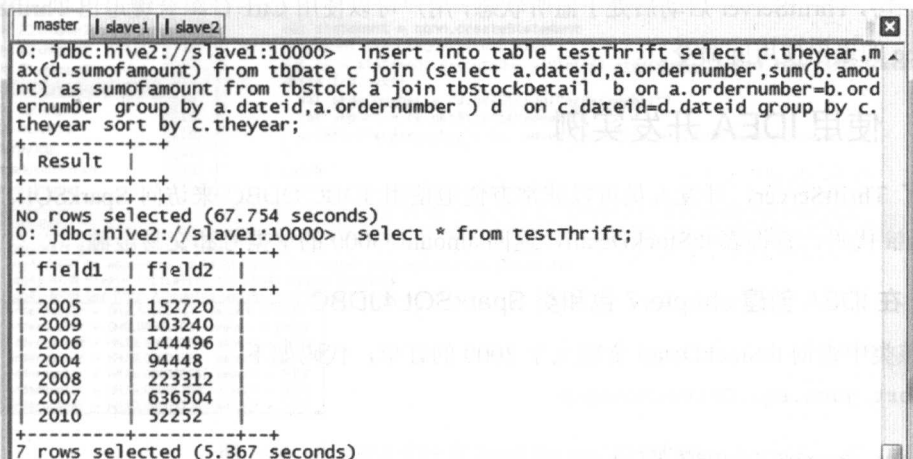 master slave1 slave2
0: jdbc:hive2://slave1:10000> insert into table testThrift select c.theyear,m
ax(d.sumofamount) from tbDate c join (select a.dateid,a.ordernumber,sum(b.amou
nt) as sumofamount from tbStock a join tbStockDetail b on a.ordernumber=b.ord
ernumber group by a.dateid,a.ordernumber ) d on c.dateid=d.dateid group by c.
theyear sort by c.theyear;
+---------+--+
| Result |
+---------+--+
+---------+--+
No rows selected (67.754 seconds)
0: jdbc:hive2://slave1:10000> select * from testThrift;
+---------+---------+--+
| field1 | field2 |
+---------+---------+--+
| 2005 | 152720 |
| 2009 | 103240 |
| 2006 | 144496 |
| 2004 | 94448 |
| 2008 | 223312 |
| 2007 | 636504 |
| 2010 | 52252 |
+---------+---------+--+
7 rows selected (5.367 seconds)